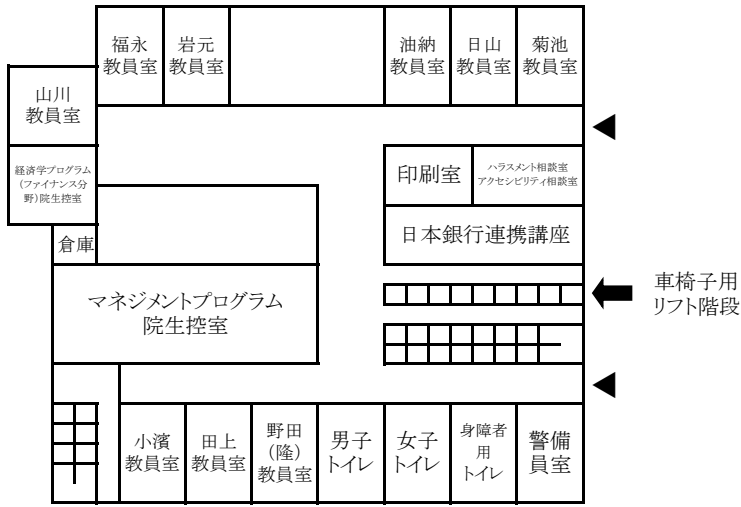 福永
教員室
岩元
教員室
油納
教員室
日山
教員室
菊池
教員室
山川
教員室
経済学プログラム
(ファイナンス分
野)院生控室
印刷室
ハラスメント相談室
アクセシビリティ相談室
倉庫
日本銀行連携講座
マネジメントプログラム
院生控室
車椅子用
リフト階段
小濱
教員室
田上
教員室
野田
(隆)
教員室
男子
トイレ
女子
トイレ
身障者
用
トイレ
警備
員室